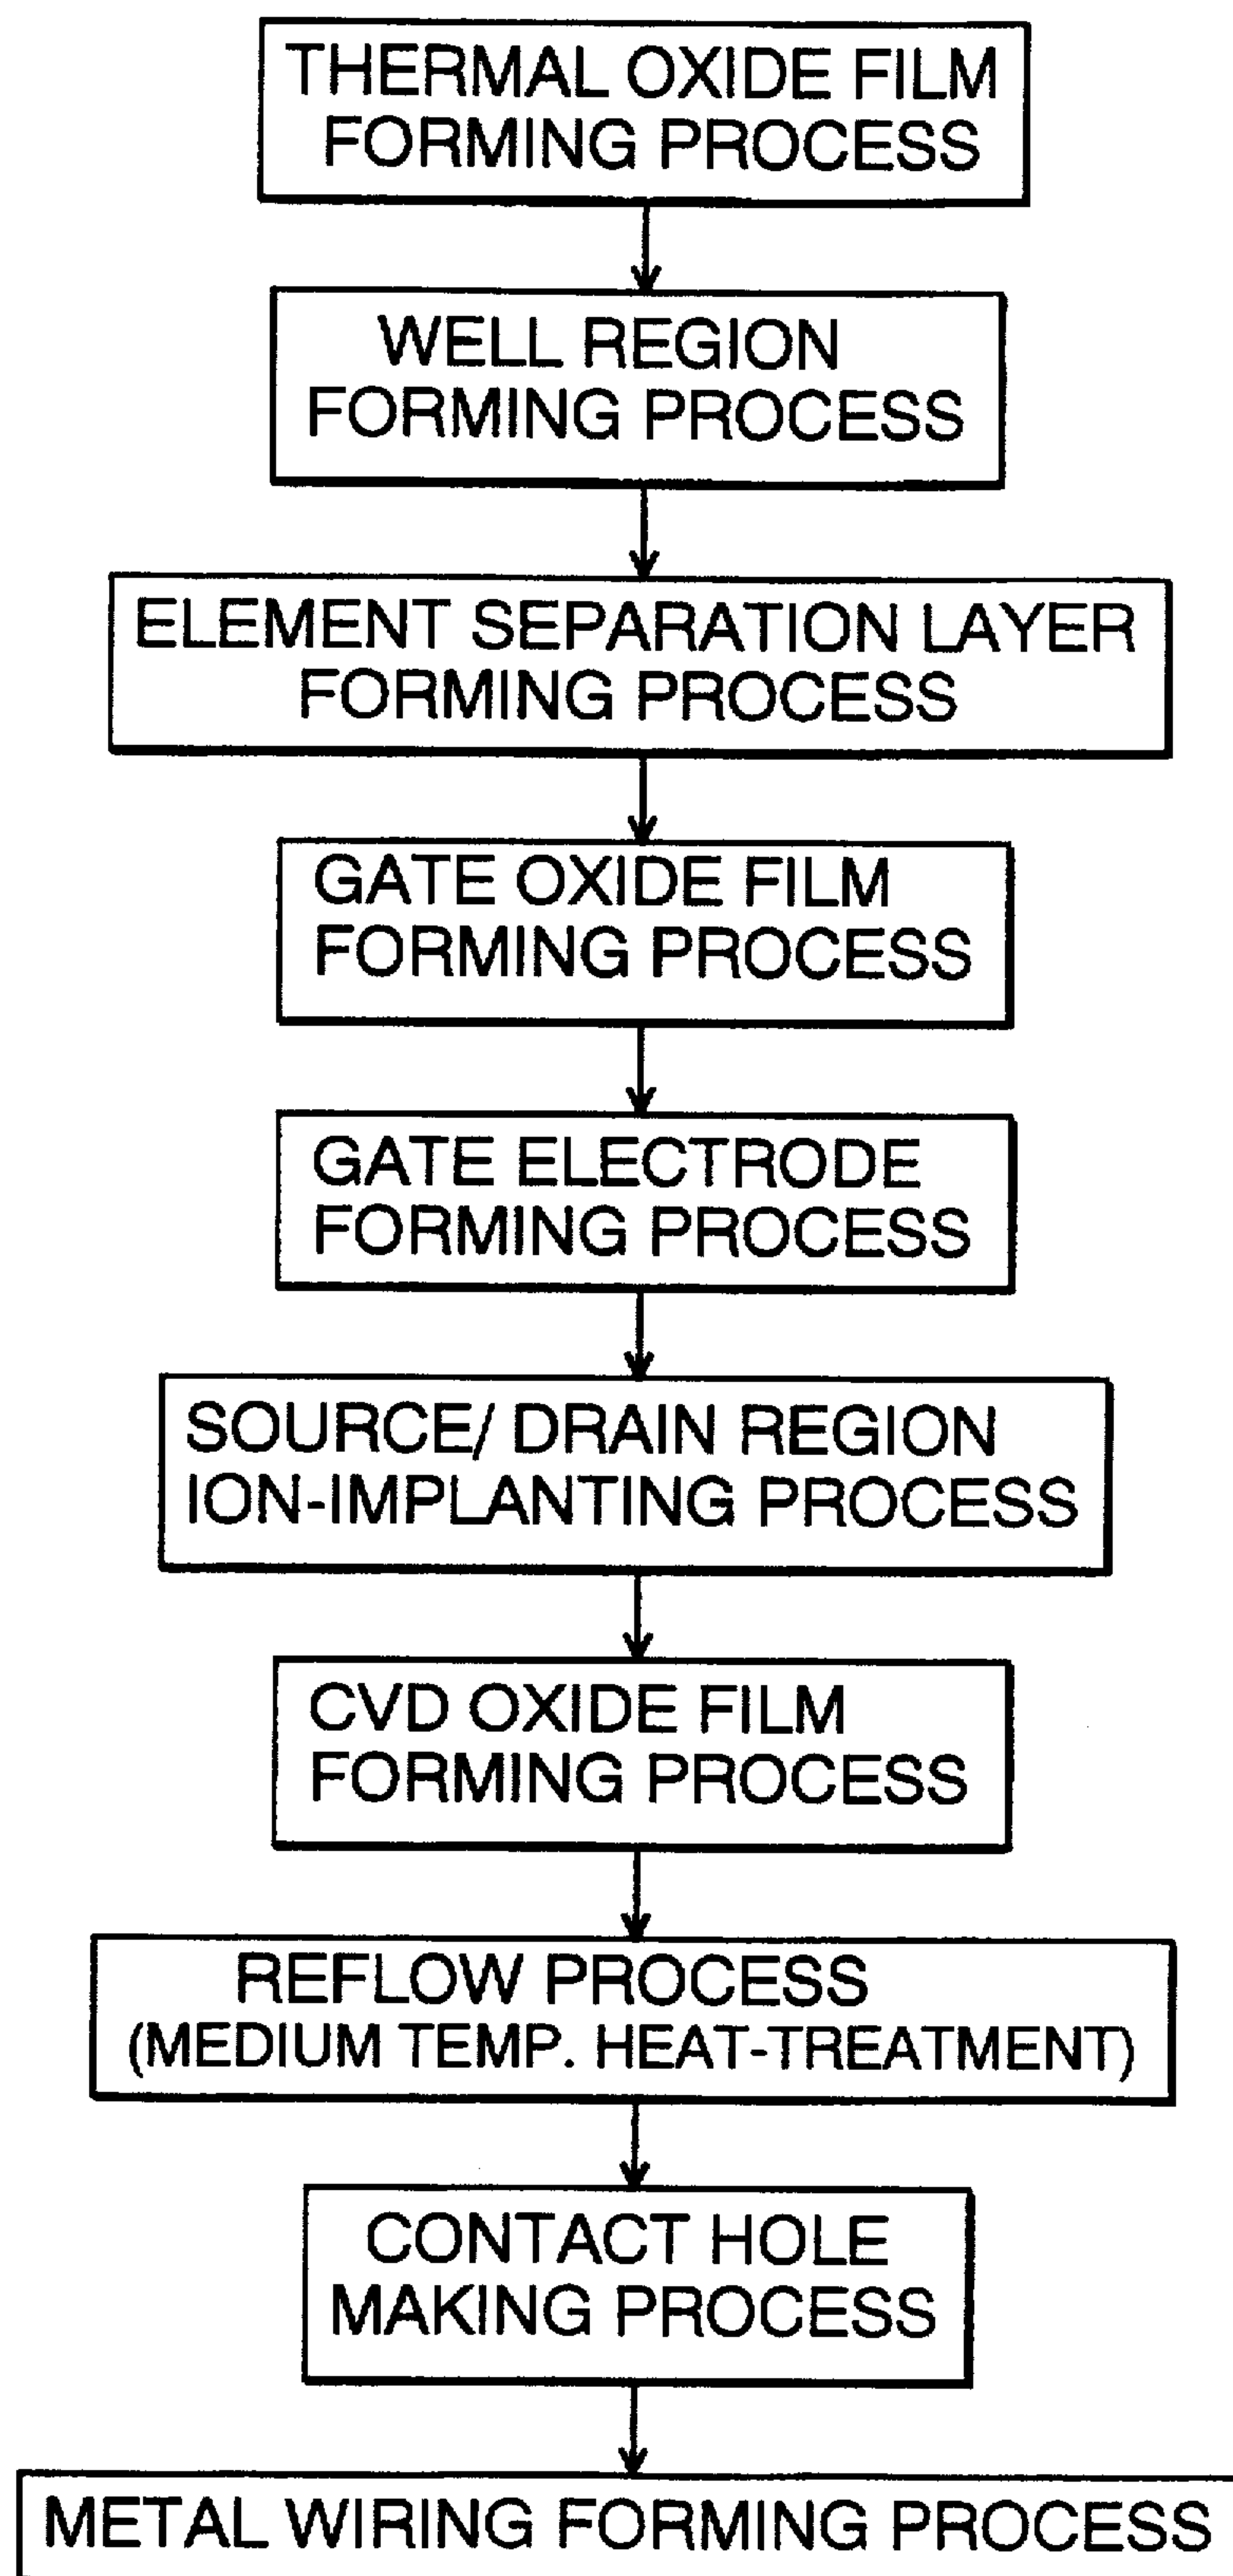 THERMAL OXIDE FILM
FORMING PROCESS
WELL REGION
FORMING PROCESS
ELEMENT SEPARATION LAYER
FORMING PROCESS
GATE OXIDE FILM
FORMING PROCESS
GATE ELECTRODE
FORMING PROCESS
SOURCE/ DRAIN REGION
ION-IMPLANTING PROCESS
CVD OXIDE FILM
FORMING PROCESS
REFLOW PROCESS
(MEDIUM TEMP. HEAT-TREATMENT)
CONTACT HOLE
MAKING PROCESS
METAL WIRING FORMING PROCESS